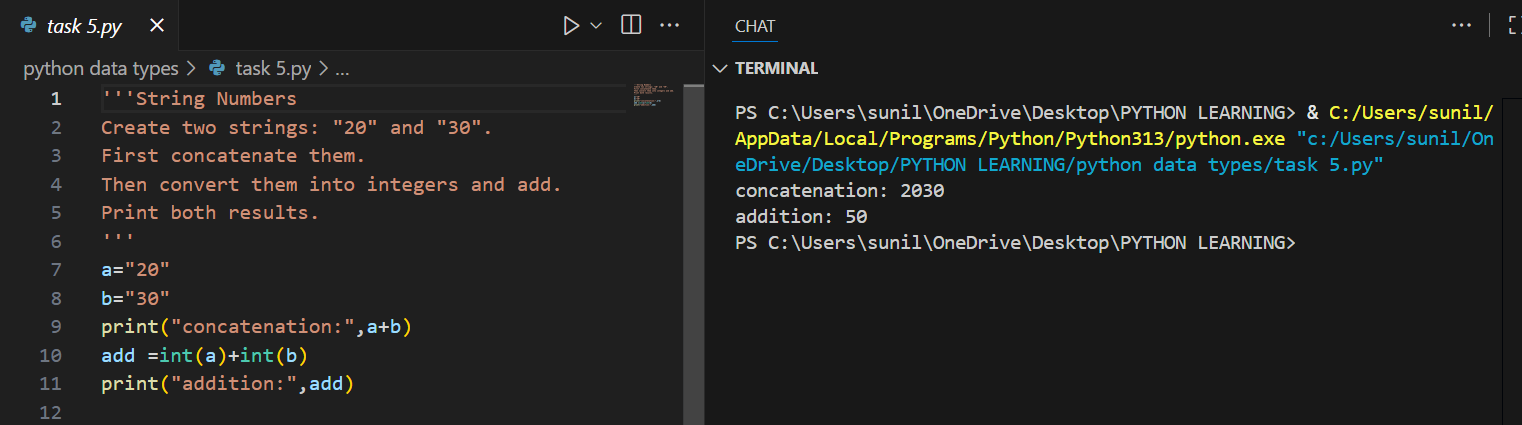 task 5.py
python data types > task 5.py > ...
1 '''String Numbers
2 Create two strings: "20" and "30".
3 First concatenate them.
4 Then convert them into integers and add.
5 Print both results.
6 '''
7 a="20"
8 b="30"
9 print("concatenation:",a+b)
10 add =int(a)+int(b)
11 print("addition:",add)
12
CHAT
TERMINAL
PS C:\Users\sunil\OneDrive\Desktop\PYTHON LEARNING> & C:/Users/sunil/
AppData/Local/Programs/Python/Python313/python.exe "c:/Users/sunil/On
eDrive/Desktop/PYTHON LEARNING/python data types/task 5.py"
concatenation: 2030
addition: 50
PS C:\Users\sunil\OneDrive\Desktop\PYTHON LEARNING>